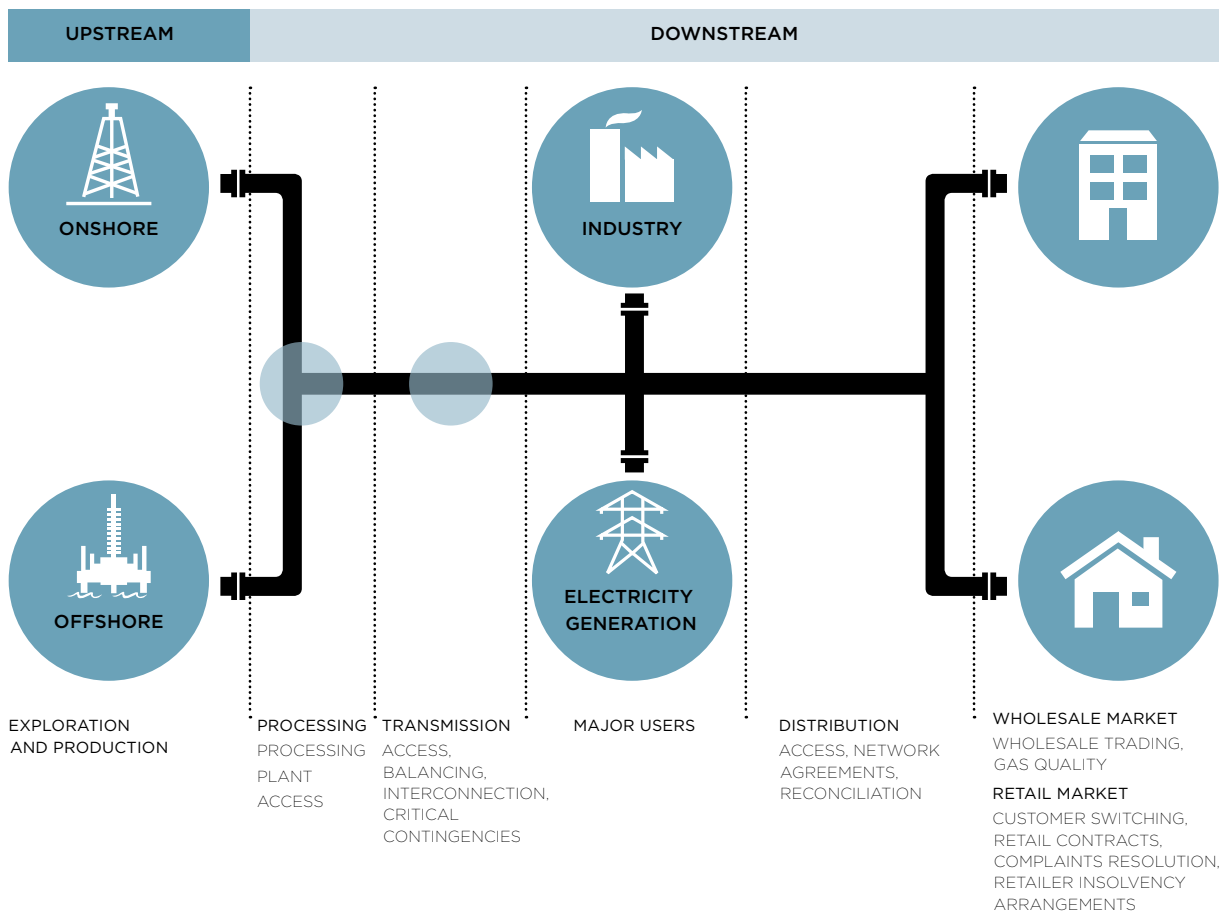 UPSTREAM
DOWNSTREAM
ONSHORE
INDUSTRY
OFFSHORE
ELECTRICITY
GENERATION
EXPLORATION
AND PRODUCTION
PROCESSING
PROCESSING
PLANT
ACCESS
TRANSMISSION
ACCESS,
BALANCING,
INTERCONNECTION,
CRITICAL
CONTINGENCIES
MAJOR USERS
DISTRIBUTION
ACCESS, NETWORK
AGREEMENTS,
RECONCILIATION
WHOLESALE MARKET
WHOLESALE TRADING,
GAS QUALITY
RETAIL MARKET
CUSTOMER SWITCHING,
RETAIL CONTRACTS,
COMPLAINTS RESOLUTION,
RETAILER INSOLVENCY
ARRANGEMENTS